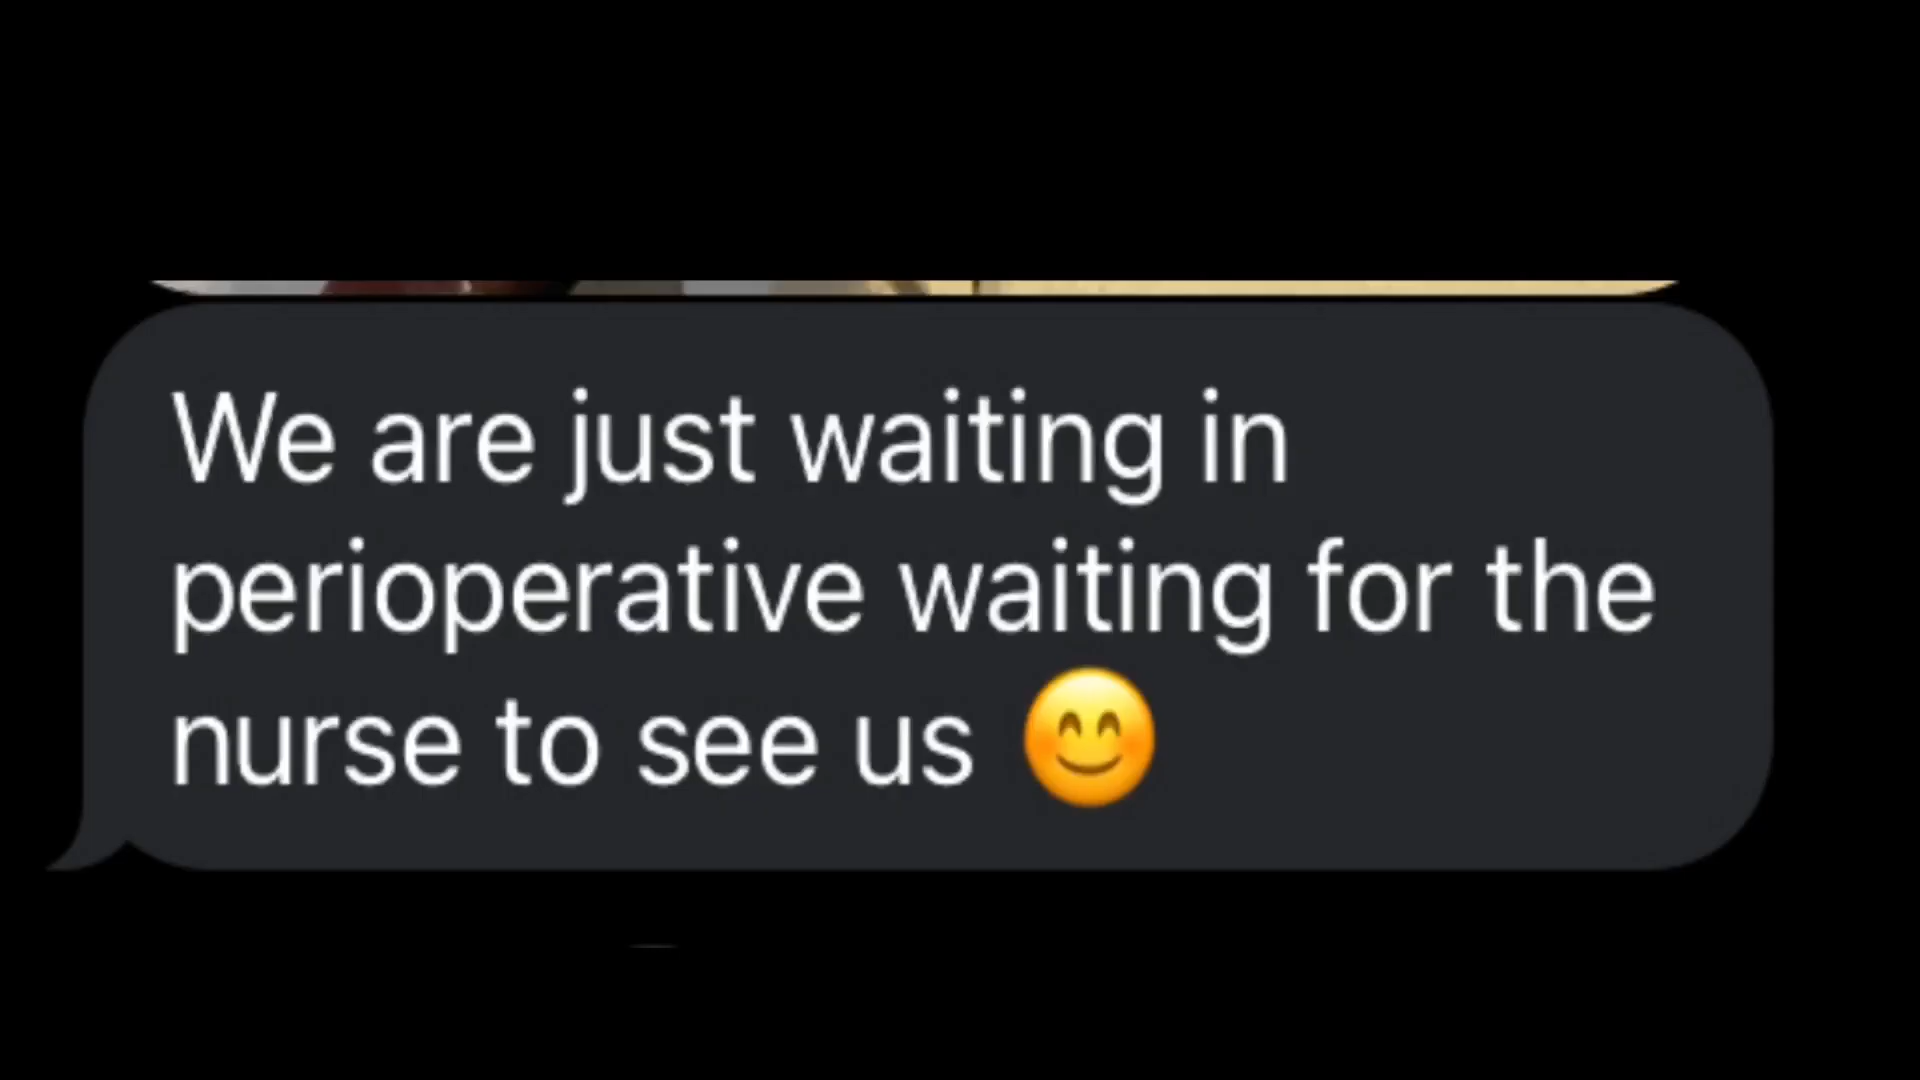 We are just waiting in
perioperative waiting for the
nurse to see us 😊